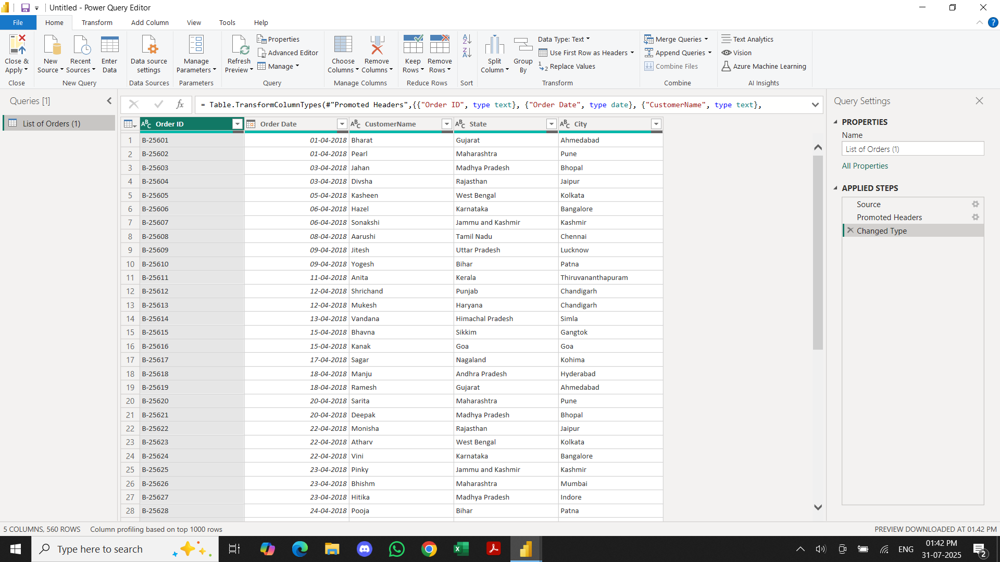 Untitled - Power Query Editor
File Home Transform Add Column View Tools Help
Close & Apply
Close
New Source
Recent Sources
Enter Data
New Query
Data source settings
Data Sources
Manage Parameters
Parameters
Refresh Preview
Properties
Advanced Editor
Manage
Query
Choose Columns
Remove Columns
Manage Columns
Keep Rows
Remove Rows
Reduce Rows
Sort
Split Column
Group By
Data Type: Text
Use First Row as Headers
Replace Values
Transform
Merge Queries
Append Queries
Combine Files
Combine
Text Analytics
Vision
Azure Machine Learning
AI Insights
Queries [1]
List of Orders (1)
fx
= Table.TransformColumnTypes(#"Promoted Headers",{{"Order ID", type text}, {"Order Date", type date}, {"CustomerName", type text},
Order ID Order Date CustomerName State City
1 B-25601 01-04-2018 Bharat Gujarat Ahmedabad
2 B-25602 01-04-2018 Pearl Maharashtra Pune
3 B-25603 03-04-2018 Jahan Madhya Pradesh Bhopal
4 B-25604 03-04-2018 Divsha Rajasthan Jaipur
5 B-25605 05-04-2018 Kasheen West Bengal Kolkata
6 B-25606 06-04-2018 Hazel Karnataka Bangalore
7 B-25607 06-04-2018 Sonakshi Jammu and Kashmir Kashmir
8 B-25608 08-04-2018 Aarushi Tamil Nadu Chennai
9 B-25609 09-04-2018 Jitesh Uttar Pradesh Lucknow
10 B-25610 09-04-2018 Yogesh Bihar Patna
11 B-25611 11-04-2018 Anita Kerala Thiruvananthapuram
12 B-25612 12-04-2018 Shrichand Punjab Chandigarh
13 B-25613 12-04-2018 Mukesh Haryana Chandigarh
14 B-25614 13-04-2018 Vandana Himachal Pradesh Simla
15 B-25615 15-04-2018 Bhavna Sikkim Gangtok
16 B-25616 15-04-2018 Kanak Goa Goa
17 B-25617 17-04-2018 Sagar Nagaland Kohima
18 B-25618 18-04-2018 Manju Andhra Pradesh Hyderabad
19 B-25619 18-04-2018 Ramesh Gujarat Ahmedabad
20 B-25620 20-04-2018 Sarita Maharashtra Pune
21 B-25621 20-04-2018 Deepak Madhya Pradesh Bhopal
22 B-25622 22-04-2018 Monisha Rajasthan Jaipur
23 B-25623 22-04-2018 Atharv West Bengal Kolkata
24 B-25624 22-04-2018 Vini Karnataka Bangalore
25 B-25625 23-04-2018 Pinky Jammu and Kashmir Kashmir
26 B-25626 23-04-2018 Bhishm Maharashtra Mumbai
27 B-25627 23-04-2018 Hitika Madhya Pradesh Indore
28 B-25628 24-04-2018 Pooja Bihar Patna
Query Settings
PROPERTIES
Name
List of Orders (1)
All Properties
APPLIED STEPS
Source
Promoted Headers
Changed Type
5 COLUMNS, 560 ROWS Column profiling based on top 1000 rows
PREVIEW DOWNLOADED AT 01.42 PM
Type here to search
ENG
01:42 PM
31-07-2025
2